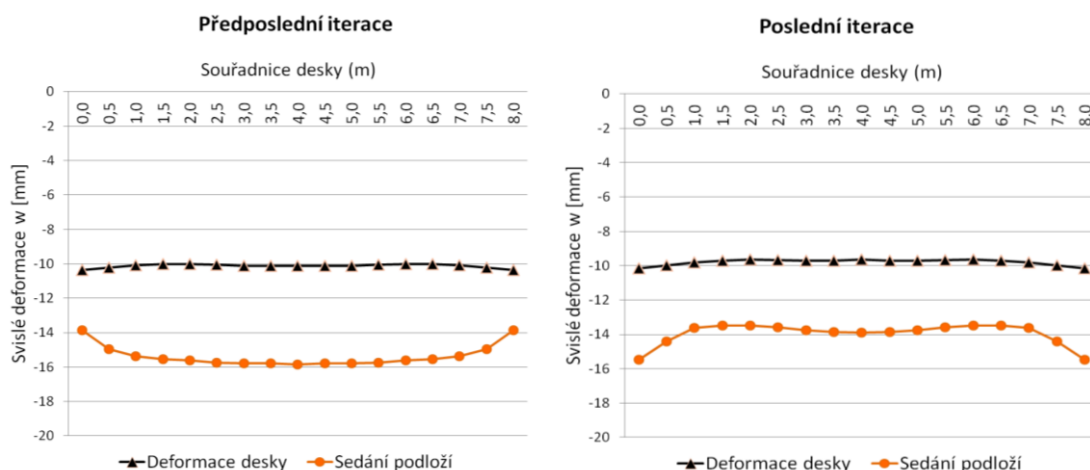 Předposlední iterace
Souřadnice desky (m)
0
0,0 0,5 1,0 1,5 2,0 2,5 3,0 3,5 4,0 4,5 5,0 5,5 6,0 6,5 7,0 7,5 8,0
-2
-4
-6
-8
-10
-12
-14
-16
-18
-20
Svislé deformace w [mm]
Deformace desky Sedání podloží
Poslední iterace
Souřadnice desky (m)
0
0,0 0,5 1,0 1,5 2,0 2,5 3,0 3,5 4,0 4,5 5,0 5,5 6,0 6,5 7,0 7,5 8,0
-2
-4
-6
-8
-10
-12
-14
-16
-18
-20
Svislé deformace w [mm]
Deformace desky Sedání podloží